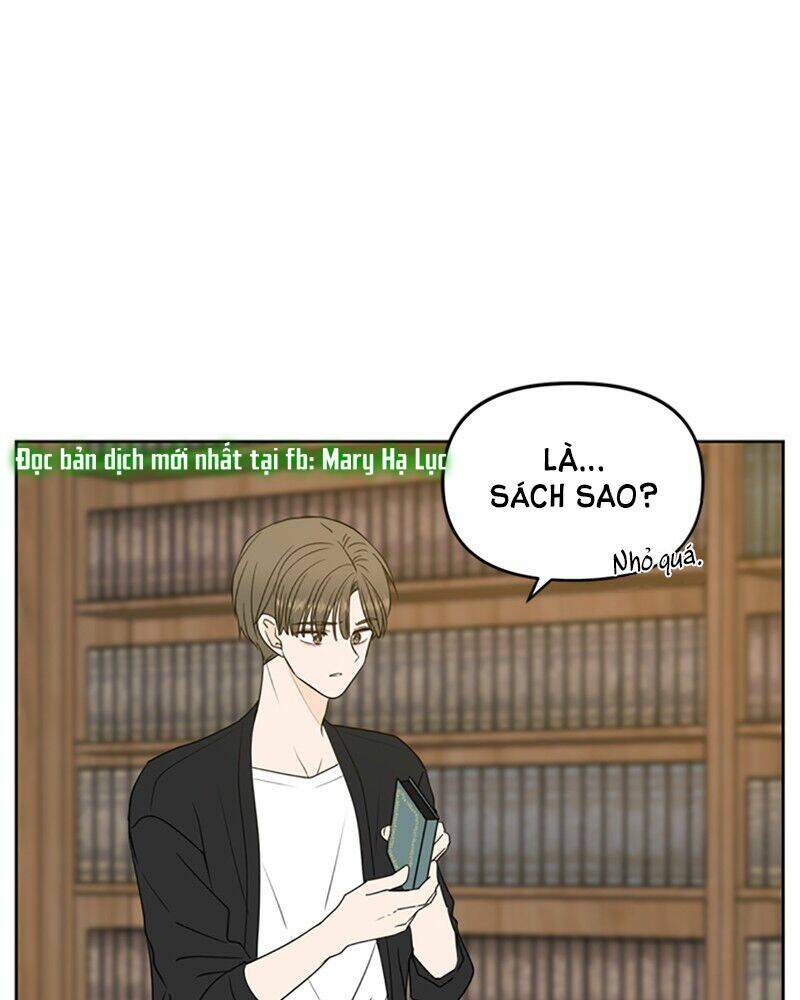 Đọc bản dịch mới nhất tại fb: Mary Hạ Lục
LÀ...
SÁCH SAO?
Nhỏ quá.